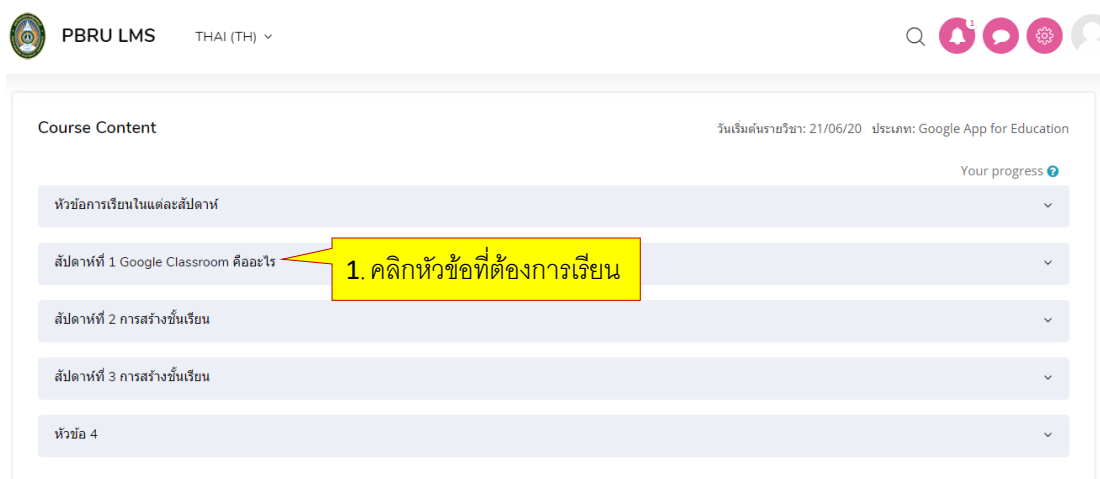 PBRU LMS THAI (TH)
1
Course Content
วันเริ่มต้นรายวิชา: 21/06/20 ประเภท: Google App for Education
Your progress
หัวข้อการเรียนในแต่ละสัปดาห์
สัปดาห์ที่ 1 Google Classroom คืออะไร
1. คลิกหัวข้อที่ต้องการเรียน
สัปดาห์ที่ 2 การสร้างชั้นเรียน
สัปดาห์ที่ 3 การสร้างชั้นเรียน
หัวข้อ 4